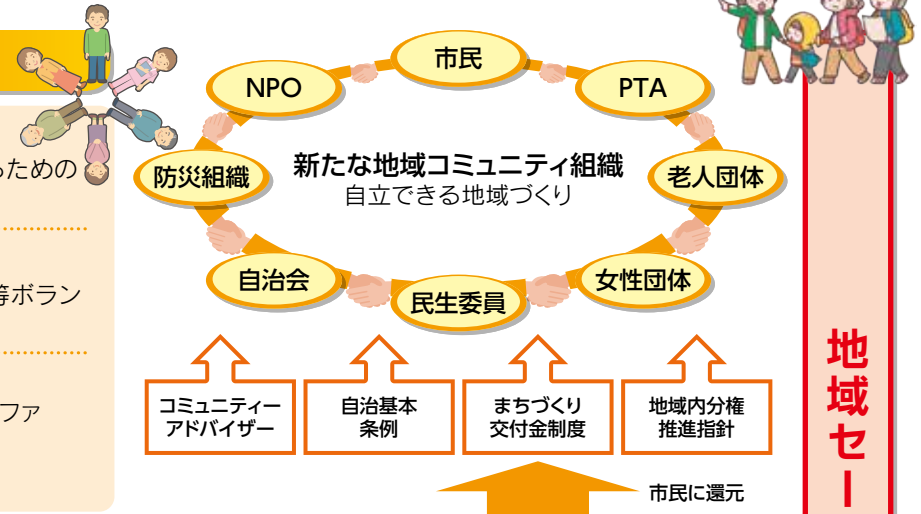 るための
等ボラン
ファ
市民
NPO
PTA
防災組織
新たな地域コミュニティ組織
自立できる地域づくり
老人団体
自治会
民生委員
女性団体
コミュニティー
アドバイザー
自治基本
条例
まちづくり
交付金制度
地域内分権
推進指針
市民に還元
地域セー